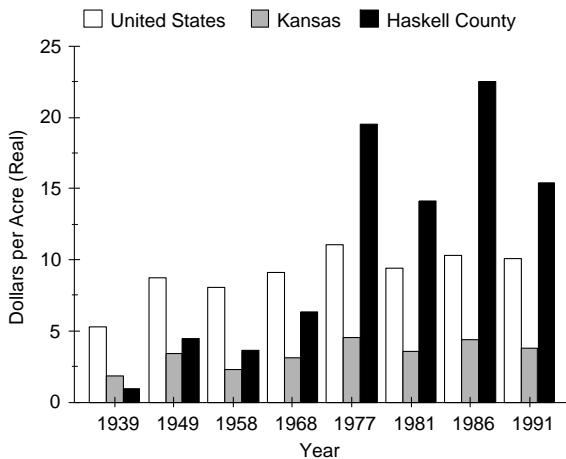 United States Kansas Haskell County
25
20
15
10
5
0
Dollars per Acre (Real)
1939 1949 1958 1968 1977 1981 1986 1991
Year